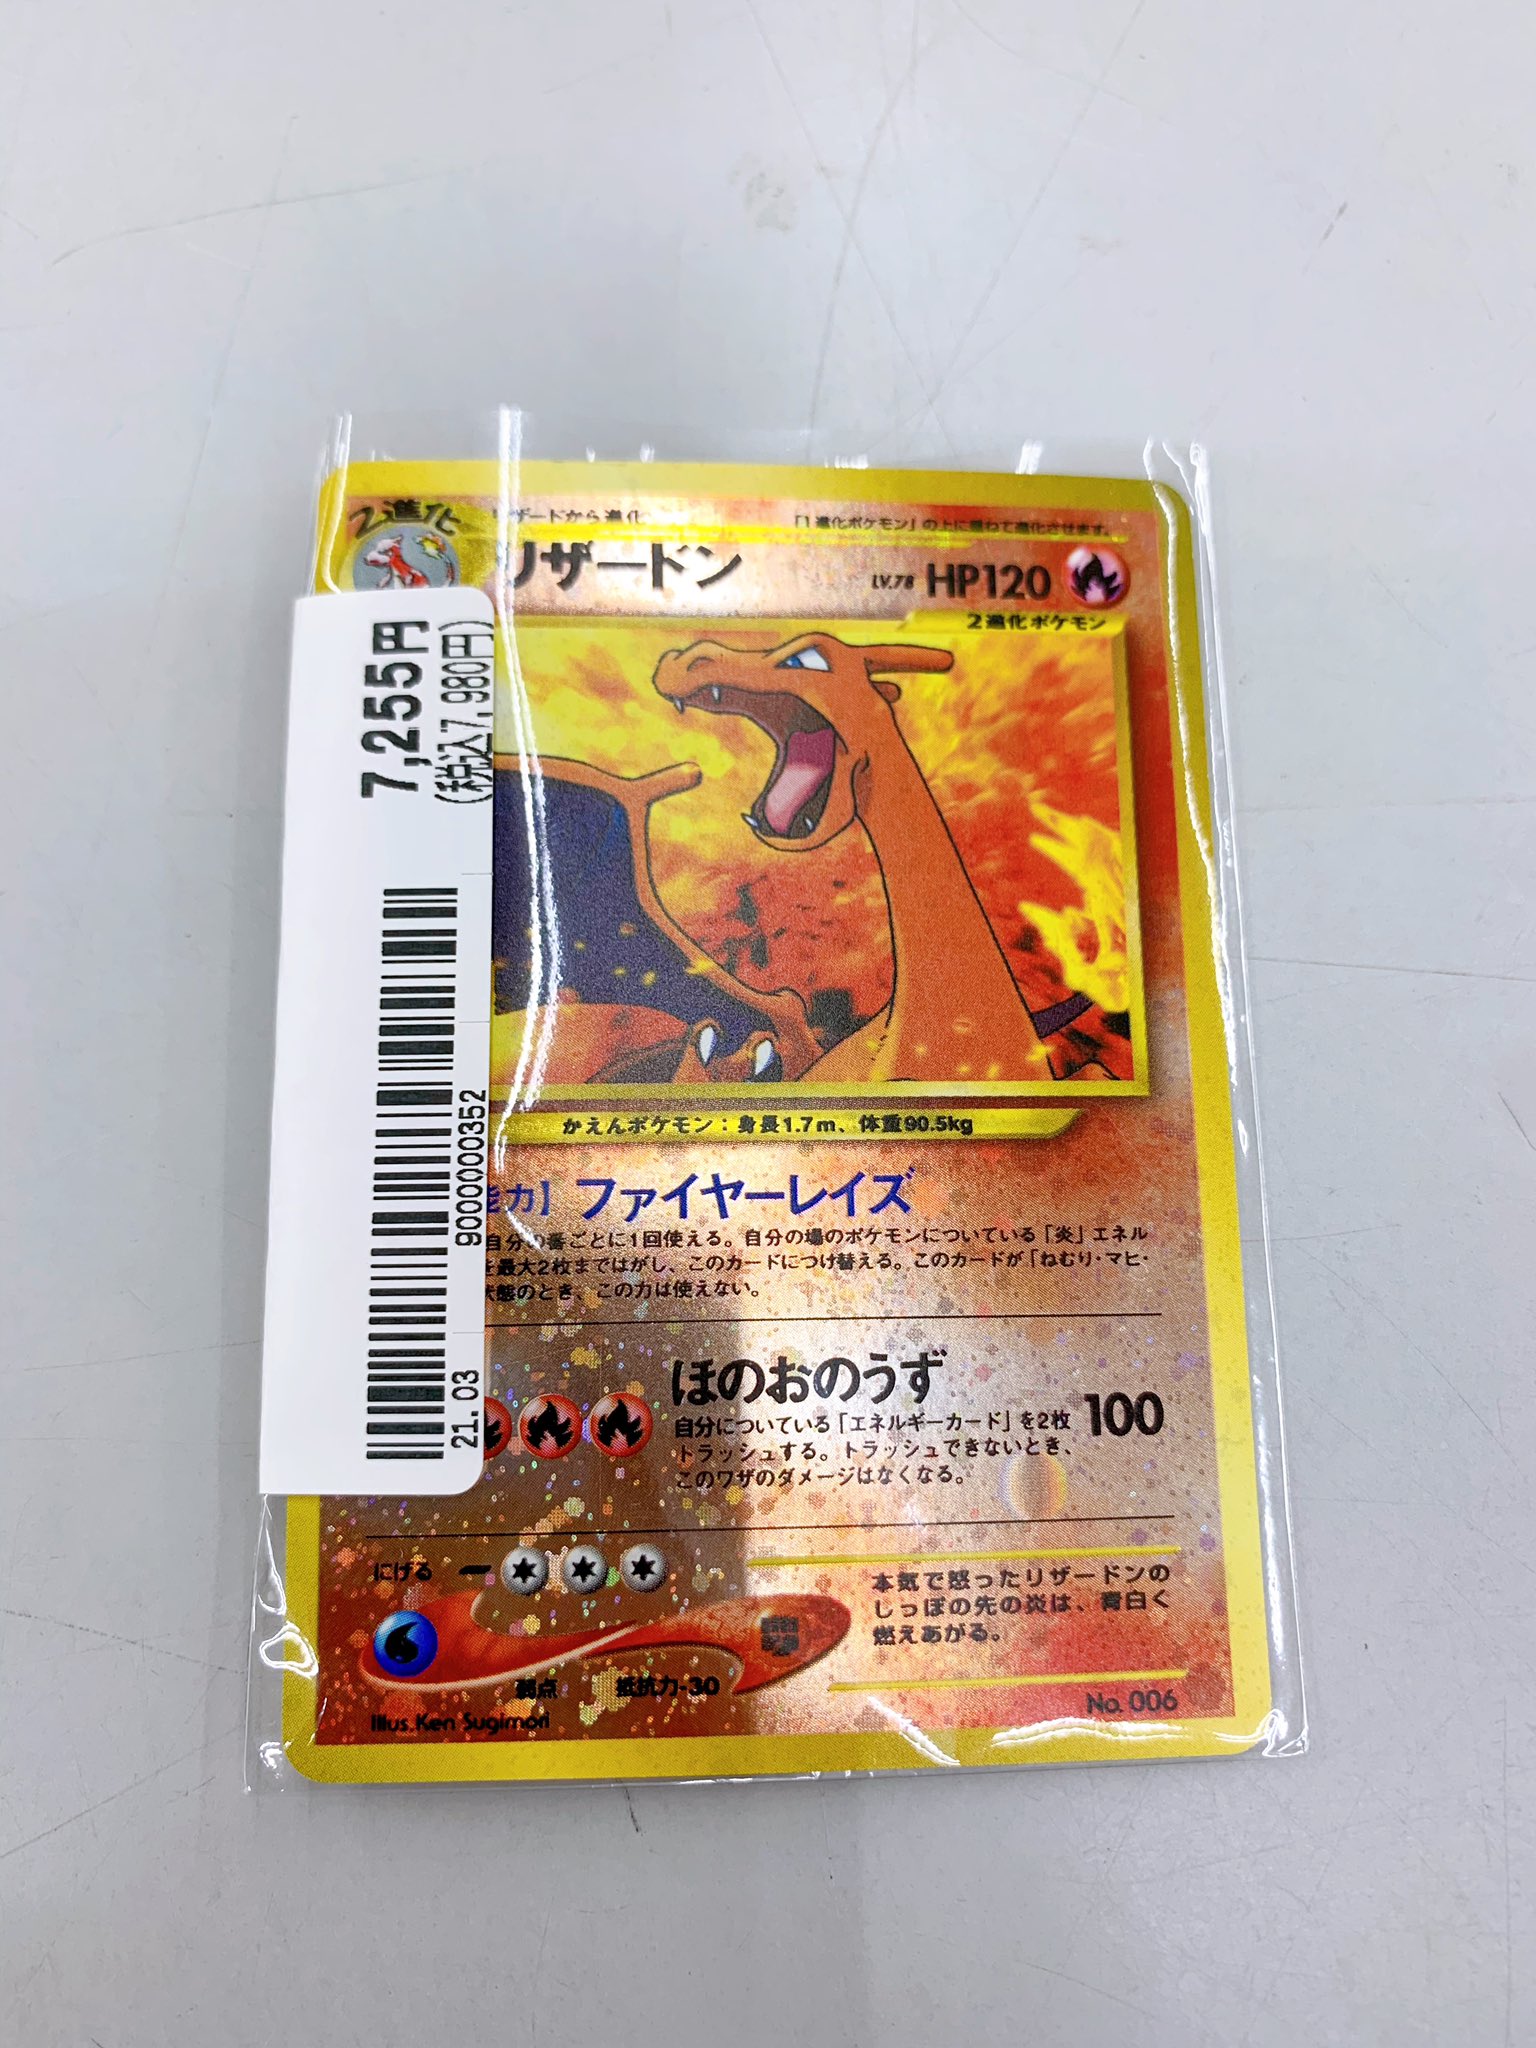 2進化
リザードから進化
「1進化ポケモン」の上に重ねて進化させます。
リザードン
LV.78 HP120
2進化ポケモン
7,255円
(税込7,980円)
900000352
21.03
かえんポケモン：身長1.7m、体重90.5kg
能力】ファイヤーレイズ
自分の番ごとに1回使える。自分の場のポケモンについている「炎」エネル
を最大2枚まではがし、このカードにつけ替える。このカードが「ねむり・マヒ・
状態のとき、この力は使えない。
ほのおのうず
100
自分についている「エネルギーカード」を2枚
トラッシュする。トラッシュできないとき、
このワザのダメージはなくなる。
にげる
弱点
抵抗力-30
本気で怒ったリザードンの
しっぽの先の炎は、青白く
燃えあがる。
Illus. Ken Sugimori
No. 006